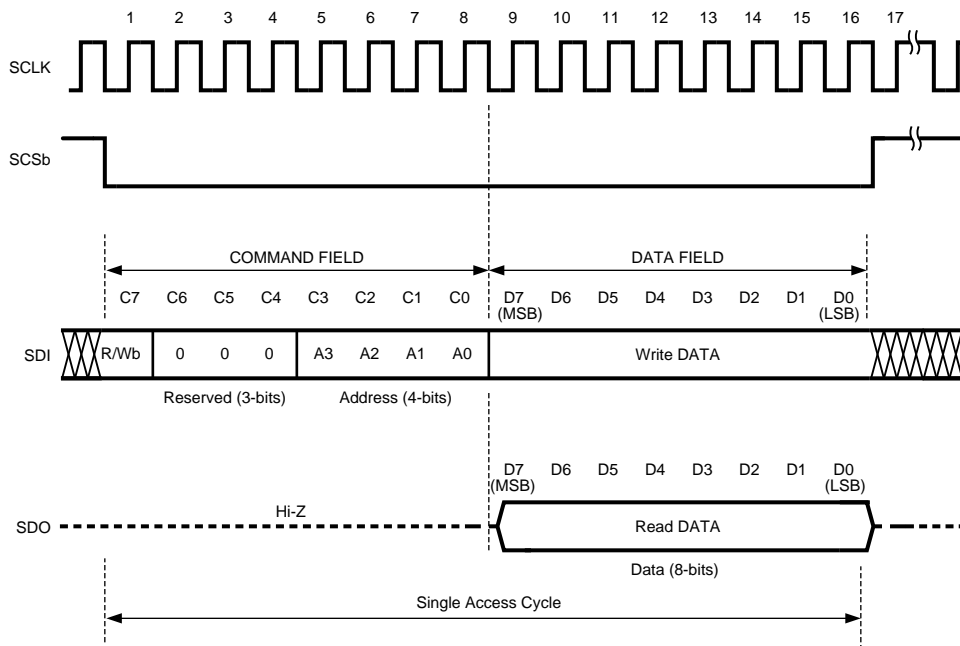 1 2 3 4 5 6 7 8 9 10 11 12 13 14 15 16 17
SCLK
SCSb
COMMAND FIELD DATA FIELD
C7 C6 C5 C4 C3 C2 C1 C0 D7 D6 D5 D4 D3 D2 D1 D0
(MSB) (LSB)
SDI R/Wb 0 0 0 A3 A2 A1 A0 Write DATA
Reserved (3-bits) Address (4-bits)
D7 D6 D5 D4 D3 D2 D1 D0
(MSB) (LSB)
Hi-Z
SDO Read DATA
Data (8-bits)
Single Access Cycle